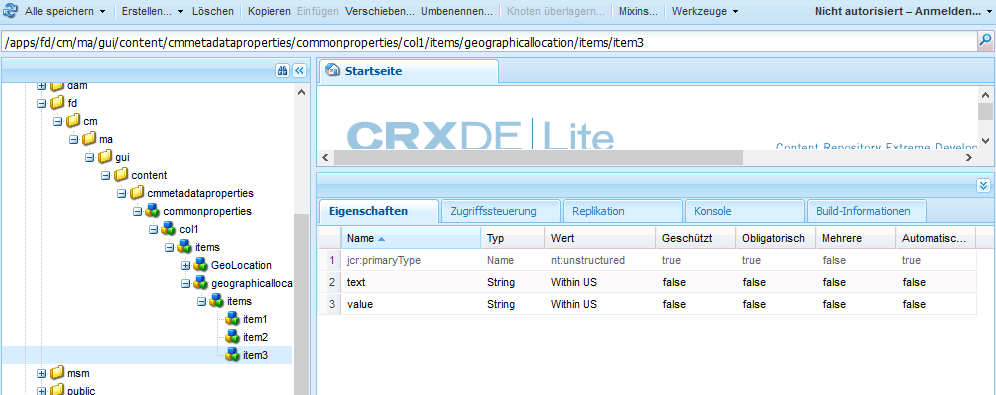 Alle speichern Erstellen... Löschen Kopieren Einfügen Verschieben... Umbenennen... Knoten überlagern... Mixins... Werkzeuge Nicht autorisiert – Anmelden...
/apps/fd/cm/ma/gui/content/cmmetadataproperties/commonproperties/col1/items/geographicallocation/items/item3
dam
fd
cm
ma
gui
content
cmmetadataproperties
commonproperties
col1
items
GeoLocation
geographicalloca
items
item1
item2
item3
msm
public
Startseite
CRXDE Lite
Content Repository Extreme Develop
Eigenschaften Zugriffssteuerung Replikation Konsole Build-Informationen
Name Typ Wert Geschützt Obligatorisch Mehrere Automatisc...
1 jcr:primaryType Name nt:unstructured true true false true
2 text String Within US false false false false
3 value String Within US false false false false